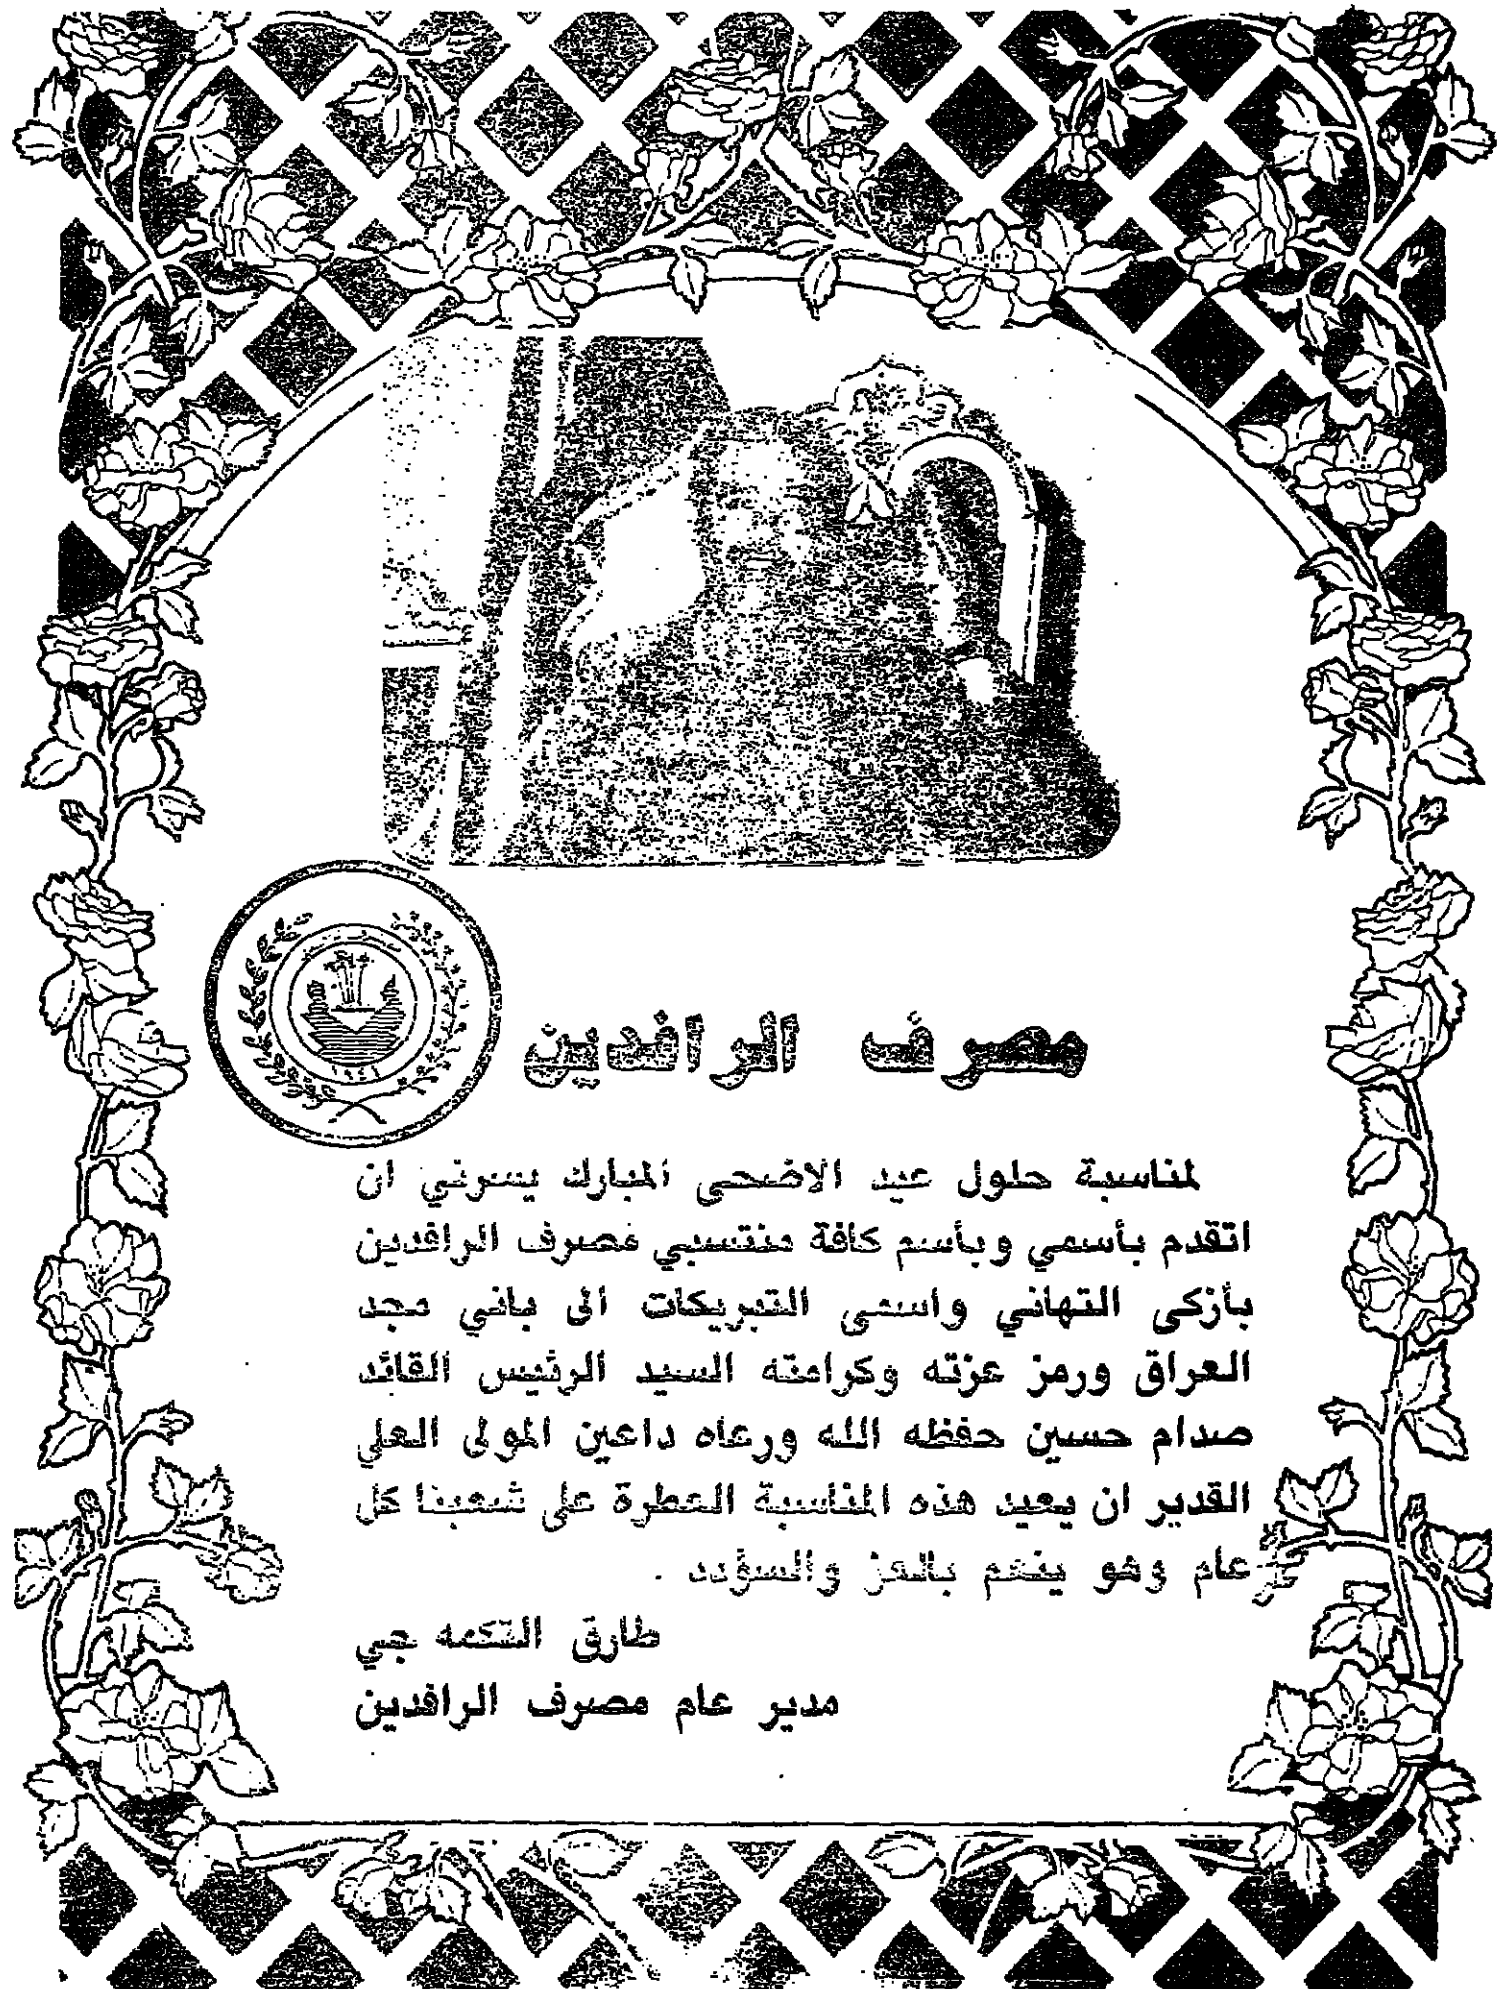 مصرف الرافدين
١٩٤١
لمناسبة حلول عيد الاضحى المبارك يسرني ان
اتقدم بأسمي وبأسم كافة منتسبي مصرف الرافدين
بأزكى التهاني واسمى التبريكات الى باني مجد
العراق ورمز عزته وكرامته السيد الرئيس القائد
صدام حسين حفظه الله ورعاه داعين المولى العلي
القدير ان يعيد هذه المناسبة العطرة على شعبنا كل
عام وهو ينعم بالعز والسؤدد .
طارق التكمه جي
مدير عام مصرف الرافدين